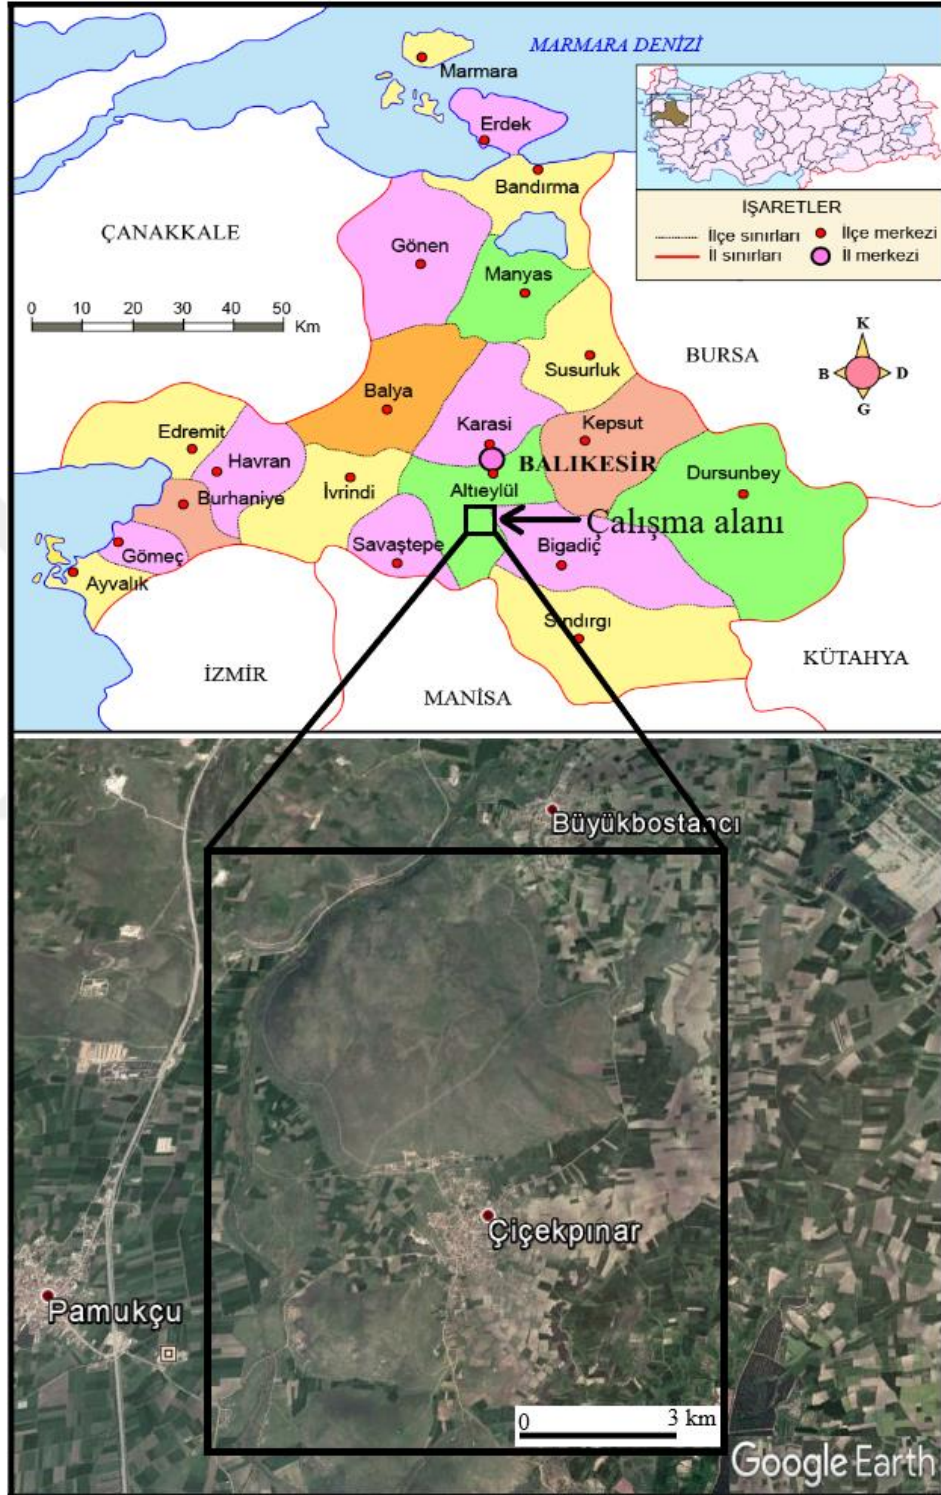 MARMARA DENİZİ
Marmara
Erdek
Bandırma
İŞARETLER
İlçe sınırları
İlçe merkezi
İl sınırları
İl merkezi
ÇANAKKALE
Gönen
Manyas
0 10 20 30 40 50
Km
K
B
D
G
BURSA
Susurluk
Balya
Karasi
Kepsut
Edremit
Havran
BALIKESİR
Dursunbey
İvrindi
Burhaniye
Altıeylül
Çalışma alanı
Savaştepe
Bigadiç
Gömeç
Ayvalık
Sındırgı
İZMİR
MANİSA
KÜTAHYA
Büyükbostancı
Çiçekpınar
Pamukçu
0 3 km
Google Earth